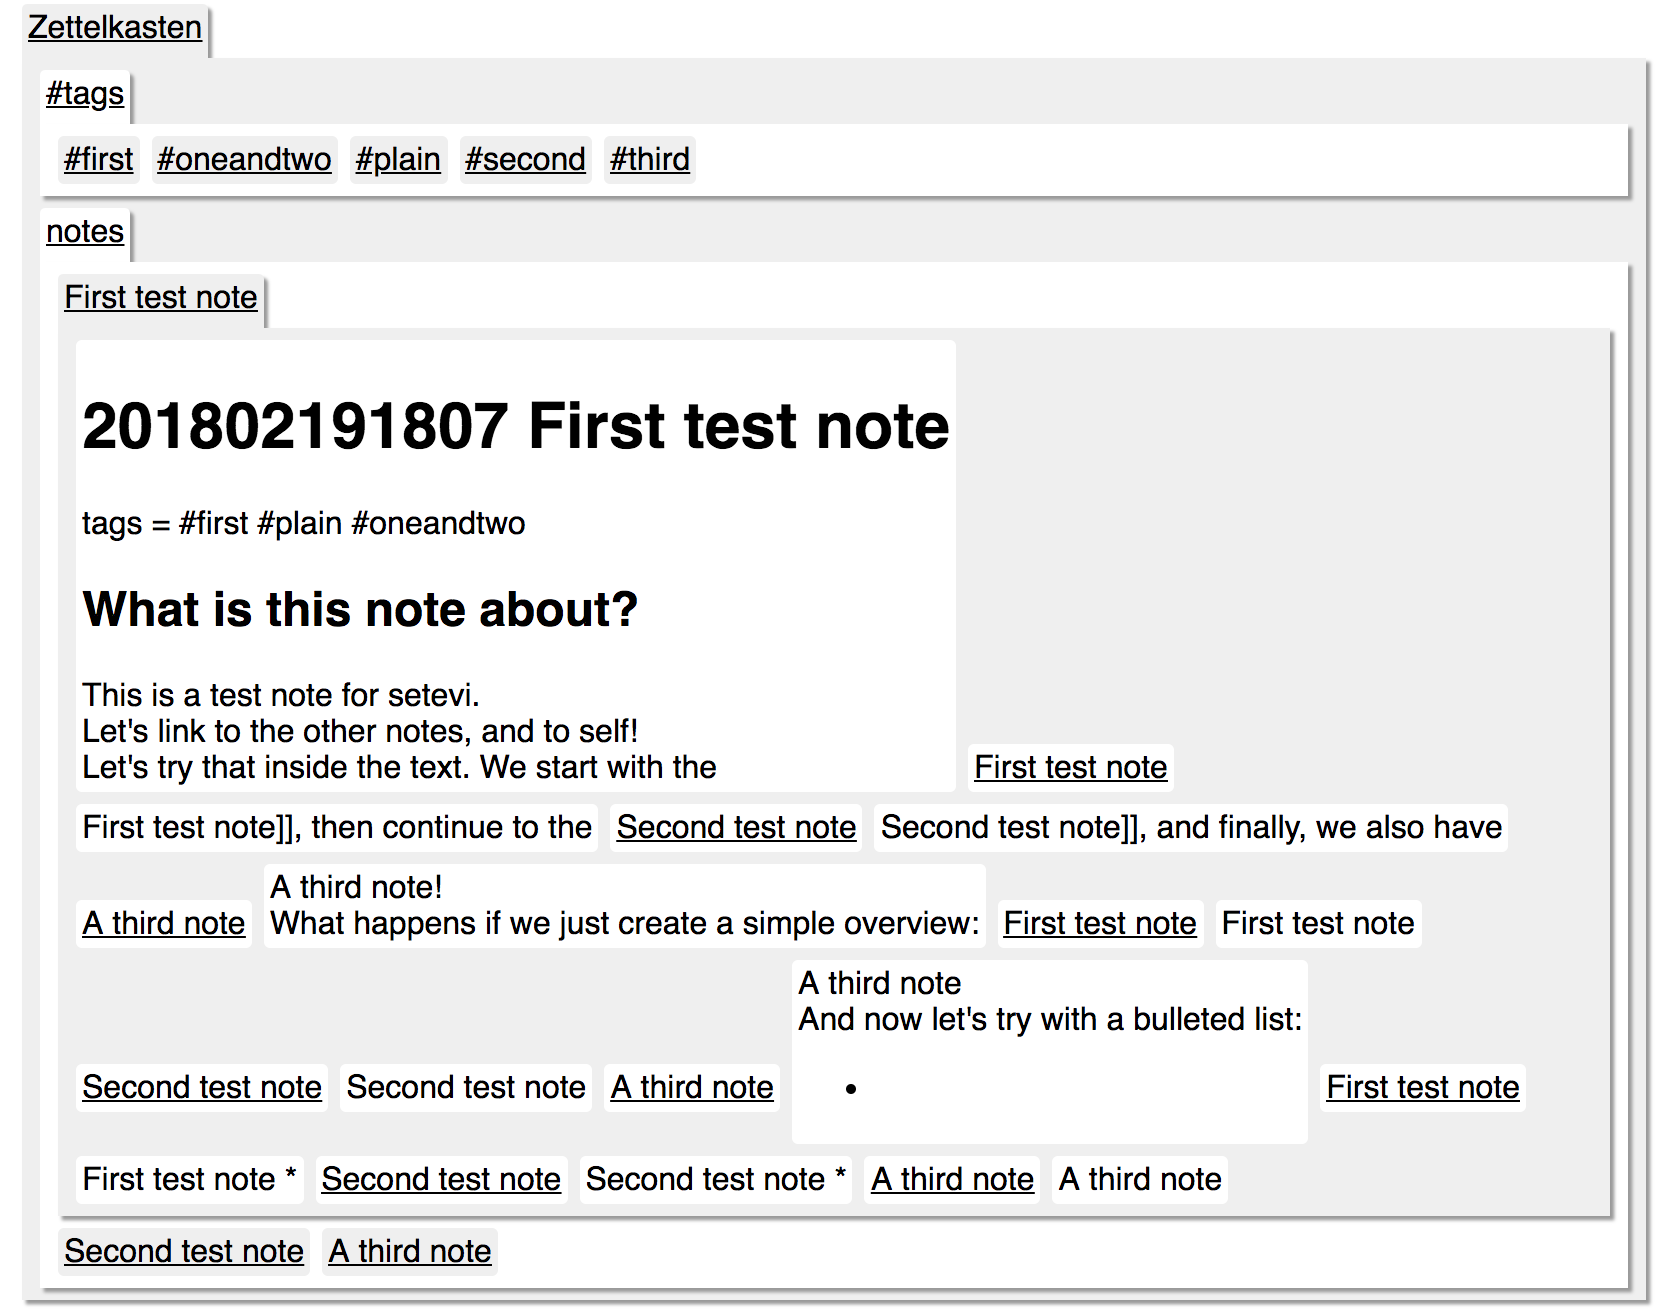 Zettelkasten
#tags
#first #oneandtwo #plain #second #third
notes
First test note
201802191807 First test note
tags = #first #plain #oneandtwo
What is this note about?
This is a test note for setevi.
Let's link to the other notes, and to self!
Let's try that inside the text. We start with the First test note
First test note]], then continue to the Second test note Second test note]], and finally, we also have
A third note!
A third note What happens if we just create a simple overview: First test note First test note
A third note
And now let's try with a bulleted list:
Second test note Second test note A third note • First test note
First test note * Second test note Second test note * A third note A third note
Second test note A third note